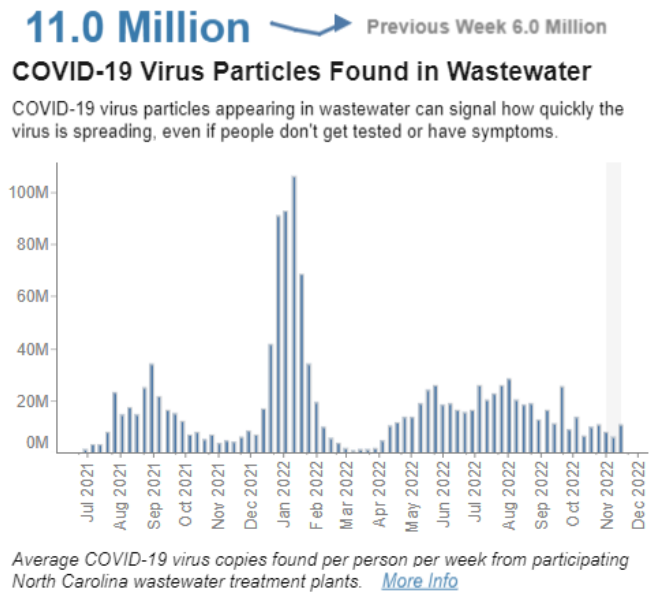 11.0 Million Previous Week 6.0 Million
COVID-19 Virus Particles Found in Wastewater
COVID-19 virus particles appearing in wastewater can signal how quickly the
virus is spreading, even if people don't get tested or have symptoms.
100M
80M
60M
40M
20M
0M
Jul 2021
Aug 2021
Sep 2021
Oct 2021
Nov 2021
Dec 2021
Jan 2022
Feb 2022
Mar 2022
Apr 2022
May 2022
Jun 2022
Jul 2022
Aug 2022
Sep 2022
Oct 2022
Nov 2022
Dec 2022
Average COVID-19 virus copies found per person per week from participating
North Carolina wastewater treatment plants. More Info